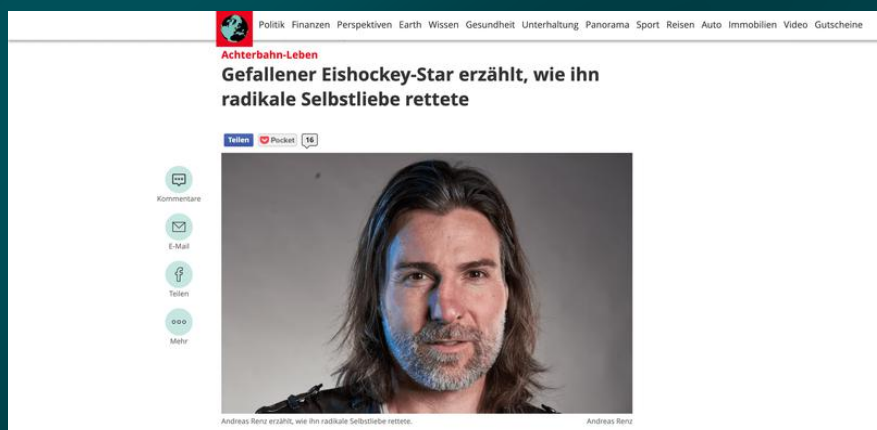 Politik Finanzen Perspektiven Earth Wissen Gesundheit Unterhaltung Panorama Sport Reisen Auto Immobilien Video Gutscheine
Achterbahn-Leben
Gefallener Eishockey-Star erzählt, wie ihn
radikale Selbstliebe rettete
Teilen Pocket 16
Kommentare
E-Mail
Teilen
Mehr
Andreas Renz erzählt, wie ihn radikale Selbstliebe rettete. Andreas Renz